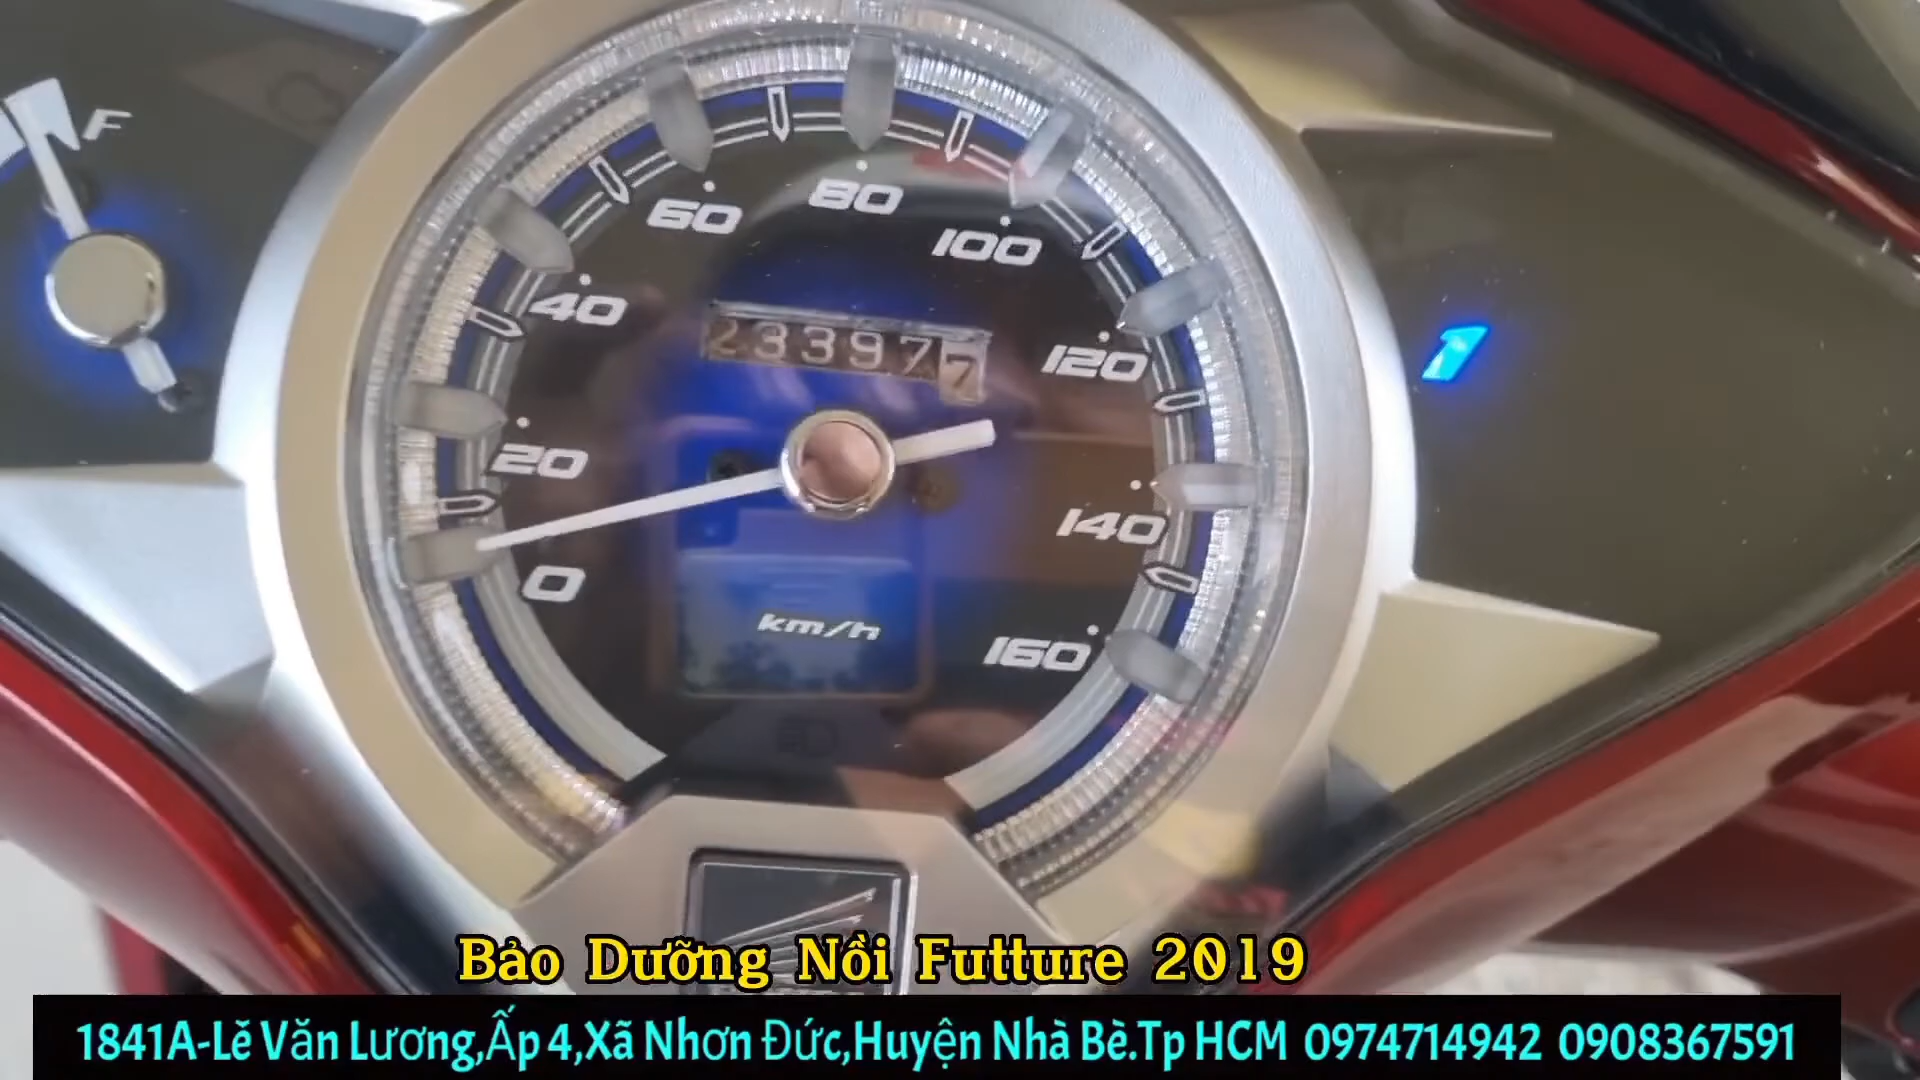 F
80
60
100
40
233977
120
1
20
140
0
km/h
160
Bảo Dưỡng Nồi Futture 2019
1841A-Lê Văn Lương,Ấp 4,Xã Nhơn Đức,Huyện Nhà Bè.Tp HCM 0974714942 0908367591